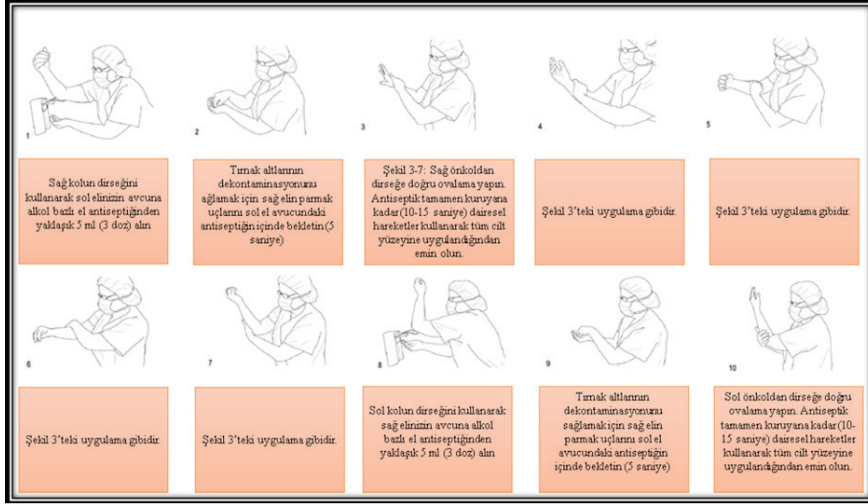 1
2
3
4
5
Sağ kolun dirseğini
kullanarak sol elinizin avcuna
alkol bazlı el antiseptiğinden
yaklaşık 5 ml (3 doz) alın
Tırnak altlarının
dekontaminasyonunu
ağlamak için sağ elin parmak
uçlarını sol el avucundaki
antiseptiğin içinde bekletin (5
saniye)
Şekil 3-7: Sağ önkoldan
dirseğe doğru ovalama yapın.
Antiseptik tamamen kuruyana
kadar (10-15 saniye) dairesel
hareketler kullanarak tüm cilt
yüzeyine uygulandığından
emin olun.
Şekil 3'teki uygulama gibidir.
Şekil 3'teki uygulama gibidir.
6
7
8
9
10
Şekil 3'teki uygulama gibidir.
Şekil 3'teki uygulama gibidir.
Sol kolun dirseğini kullanarak
sağ elinizin avcuna alkol
bazlı el antiseptiğinden
yaklaşık 5 ml (3 doz) alın
Tırnak altlarının
dekontaminasyonunu
sağlamak için sağ elin
parmak uçlarını sol el
avucundaki antiseptiğin
içinde bekletin (5 saniye)
Sol önkoldan dirseğe doğru
ovalama yapın. Antiseptik
tamamen kuruyana kadar (10-
15 saniye) dairesel hareketler
kullanarak tüm cilt yüzeyine
uygulandığından emin olun.